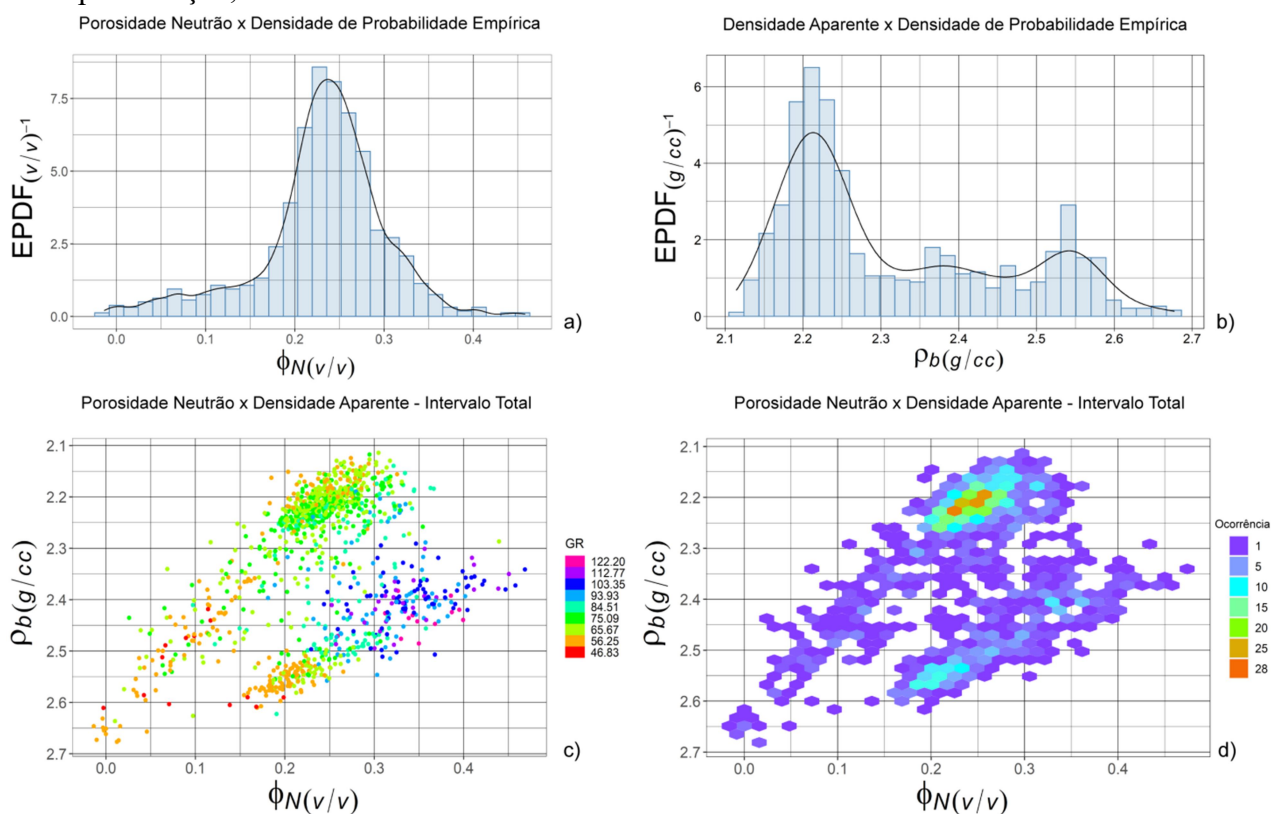 Porosidade Neutrão x Densidade de Probabilidade Empírica
EPDF(v/v)⁻¹
7.5
5.0
2.5
0.0
0.0 0.1 0.2 0.3 0.4
ϕN(v/v)
a)
Densidade Aparente x Densidade de Probabilidade Empírica
EPDF(g/cc)⁻¹
6
4
2
0
2.1 2.2 2.3 2.4 2.5 2.6 2.7
ρb(g/cc)
b)
Porosidade Neutrão x Densidade Aparente - Intervalo Total
ρb(g/cc)
2.1
2.2
2.3
2.4
2.5
2.6
2.7
0.0 0.1 0.2 0.3 0.4
ϕN(v/v)
GR
122.20
112.77
103.35
93.93
84.51
75.09
65.67
56.25
46.83
c)
Porosidade Neutrão x Densidade Aparente - Intervalo Total
ρb(g/cc)
2.1
2.2
2.3
2.4
2.5
2.6
2.7
0.0 0.1 0.2 0.3 0.4
ϕN(v/v)
Ocorrência
1
5
10
15
20
25
28
d)